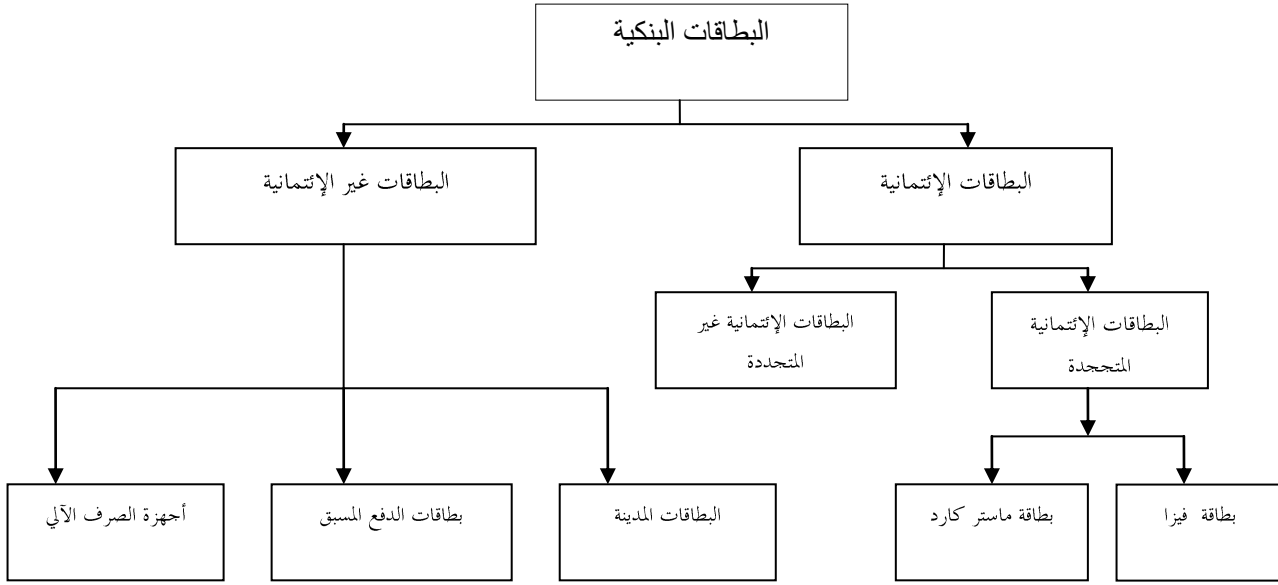 البطاقات البنكية
البطاقات الإئتمانية
البطاقات غير الإئتمانية
البطاقات الإئتمانية
المتججدة
البطاقات الإئتمانية غير
المتجددة
بطاقة فيزا
بطاقة ماستر كارد
البطاقات المدينة
بطاقات الدفع المسبق
أجهزة الصرف الآلي